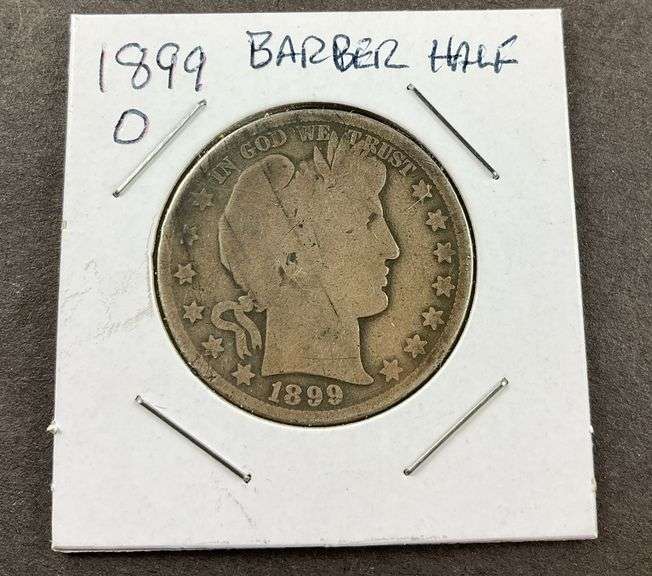 1899 BARBER HALF
O
IN GOD WE TRUST
1899